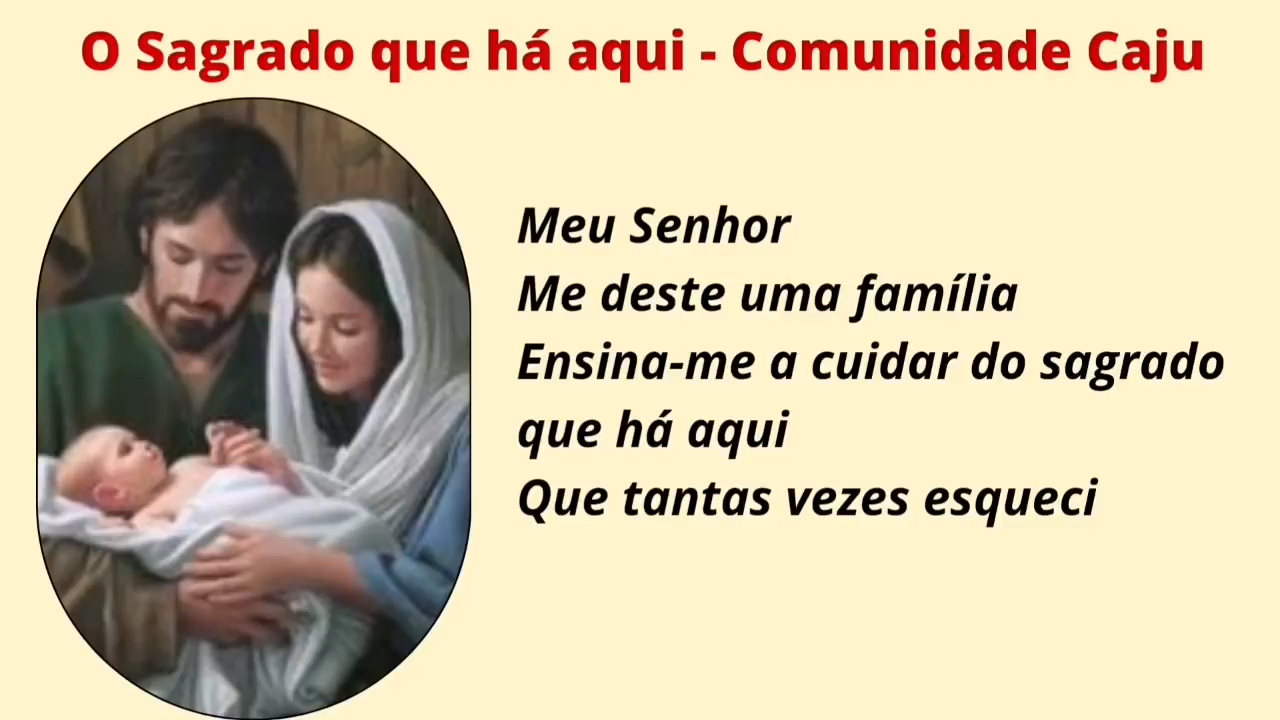 O Sagrado que há aqui - Comunidade Caju
Meu Senhor
Me deste uma família
Ensina-me a cuidar do sagrado
que há aqui
Que tantas vezes esqueci